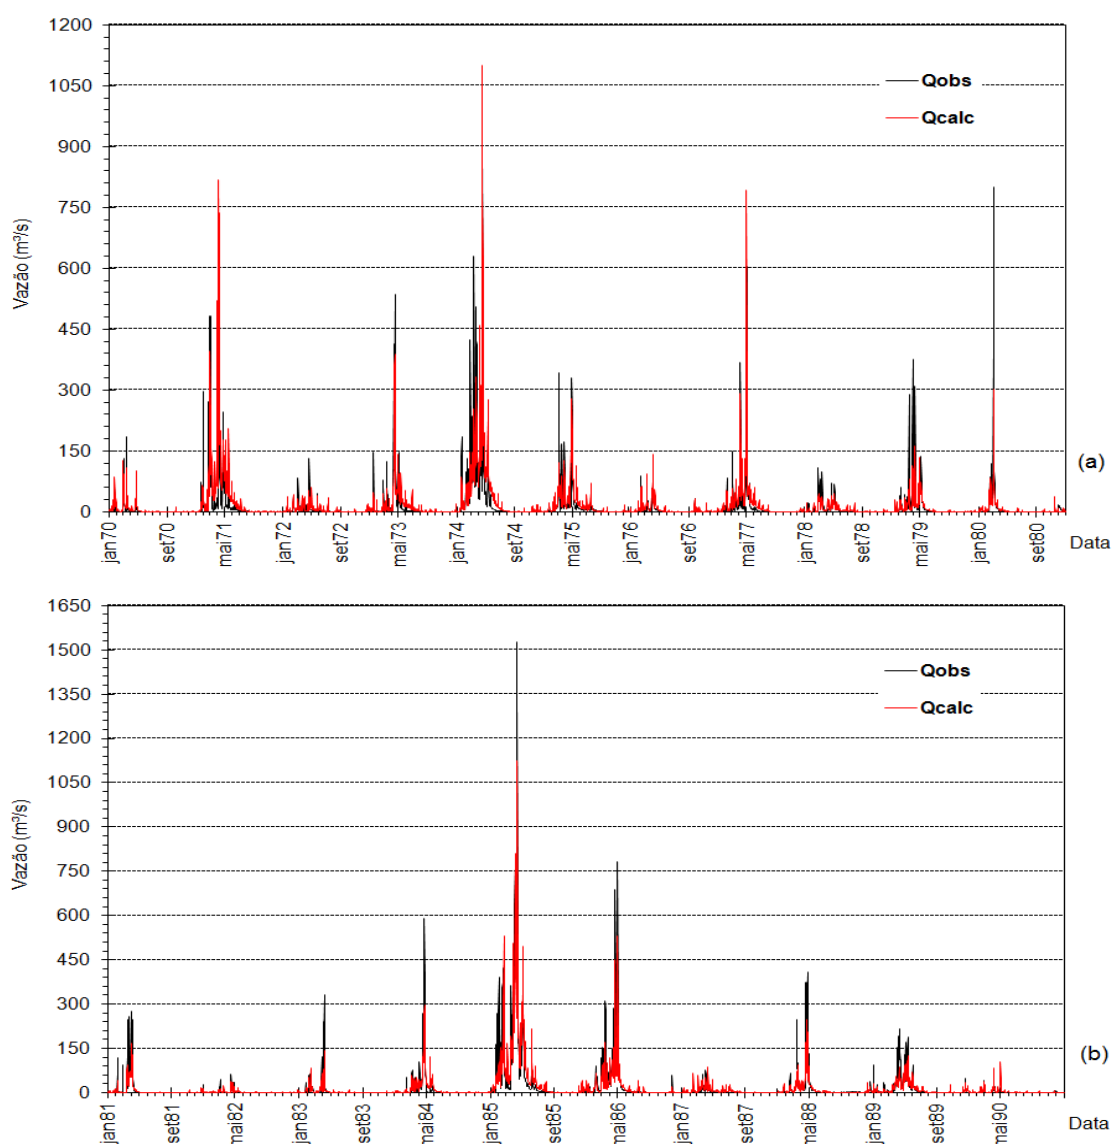 1200
1050
900
750
600
450
300
150
0
Vazão (m³/s)
Qobs
Qcalc
(a)
jan70
set70
mai71
jan72
set72
mai73
jan74
set74
mai75
jan76
set76
mai77
jan78
set78
mai79
jan80
set80
Data
1650
1500
1350
1200
1050
900
750
600
450
300
150
0
Vazão (m³/s)
Qobs
Qcalc
(b)
jan81
set81
mai82
jan83
set83
mai84
jan85
set85
mai86
jan87
set87
mai88
jan89
set89
mai90
Data